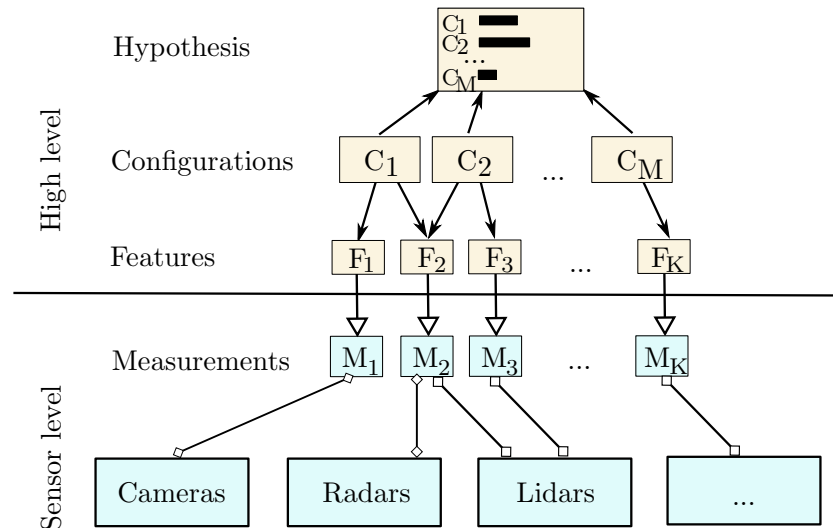 Hypothesis
C1
C2
...
CM
High level
Configurations
C1 C2 ... CM
Features
F1 F2 F3 ... FK
Sensor level
Measurements
M1 M2 M3 ... MK
Cameras Radars Lidars ...